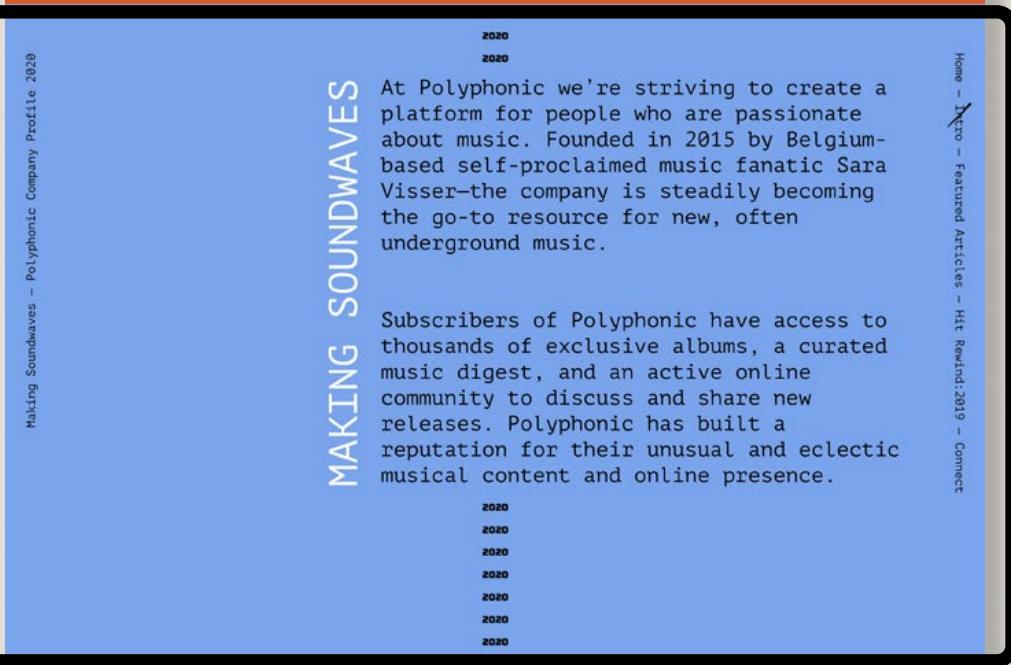 Making Soundwaves — Polyphonic Company Profile 2020
2020
2020
MAKING SOUNDWAVES
At Polyphonic we’re striving to create a
platform for people who are passionate
about music. Founded in 2015 by Belgium-
based self-proclaimed music fanatic Sara
Visser—the company is steadily becoming
the go-to resource for new, often
underground music.
Subscribers of Polyphonic have access to
thousands of exclusive albums, a curated
music digest, and an active online
community to discuss and share new
releases. Polyphonic has built a
reputation for their unusual and eclectic
musical content and online presence.
2020
2020
2020
2020
2020
2020
2020
Home — Intro — Featured Articles — Hit Rewind:2019 — Connect